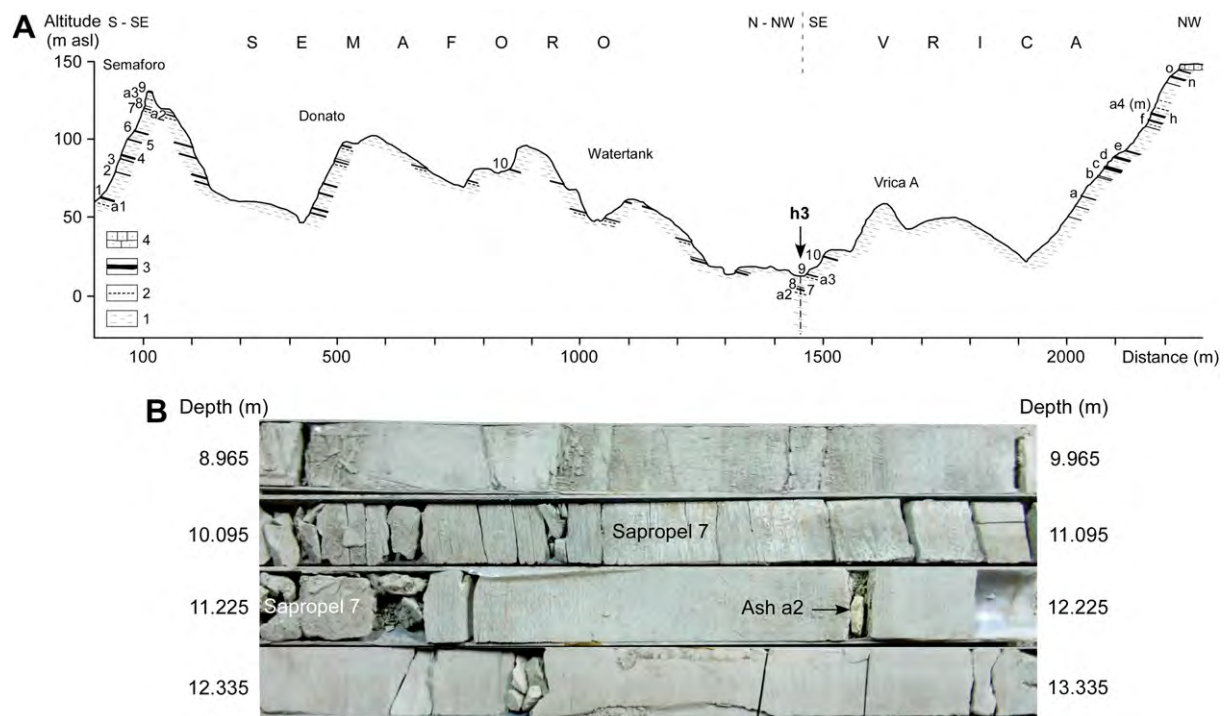 A
Altitude S - SE
(m asl)
N - NW SE
NW
S E M A F O R O
V R I C A
150
100
50
0
Semaforo
9
a3
8
7
a2
6
5
3
4
2
1
a1
Donato
10
Watertank
h3
9
10
8
a3
7
a2
Vrica A
o
n
a4 (m)
f
h
e
d
c
b
a
4
3
2
1
100 500 1000 1500 2000 Distance (m)
B
Depth (m) Depth (m)
8.965 9.965
10.095 Sapropel 7 11.095
11.225 Sapropel 7 Ash a2 12.225
12.335 13.335